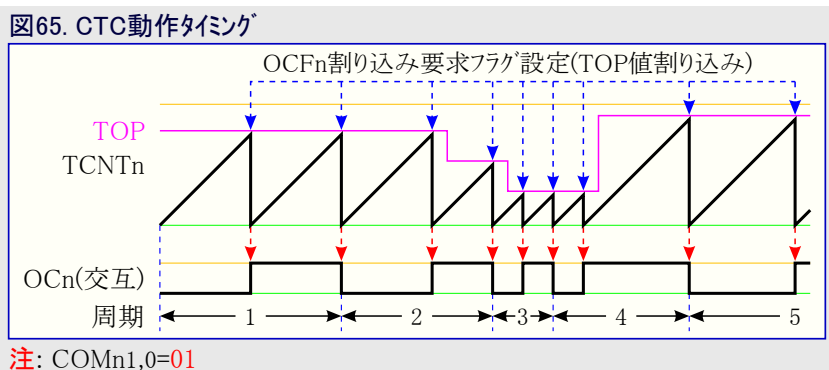 図65. CTC動作ﾀｲﾐﾝｸﾞ
OCFn割り込み要求ﾌﾗｸﾞ設定(TOP値割り込み)
TOP
TCNTn
OCn(交互)
周期 1 2 3 4 5
注: COMn1,0=01